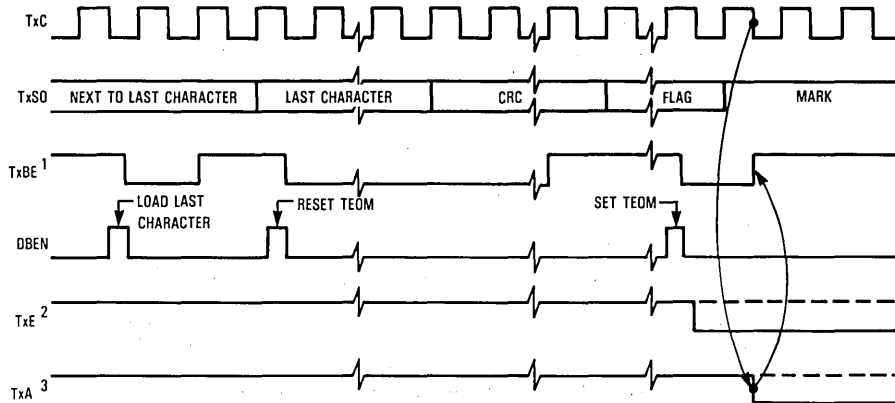 TxC
TxSO
NEXT TO LAST CHARACTER
LAST CHARACTER
CRC
FLAG
MARK
TxBE 1
LOAD LAST
CHARACTER
RESET TEOM
SET TEOM
DBEN
TxE 2
TxA 3